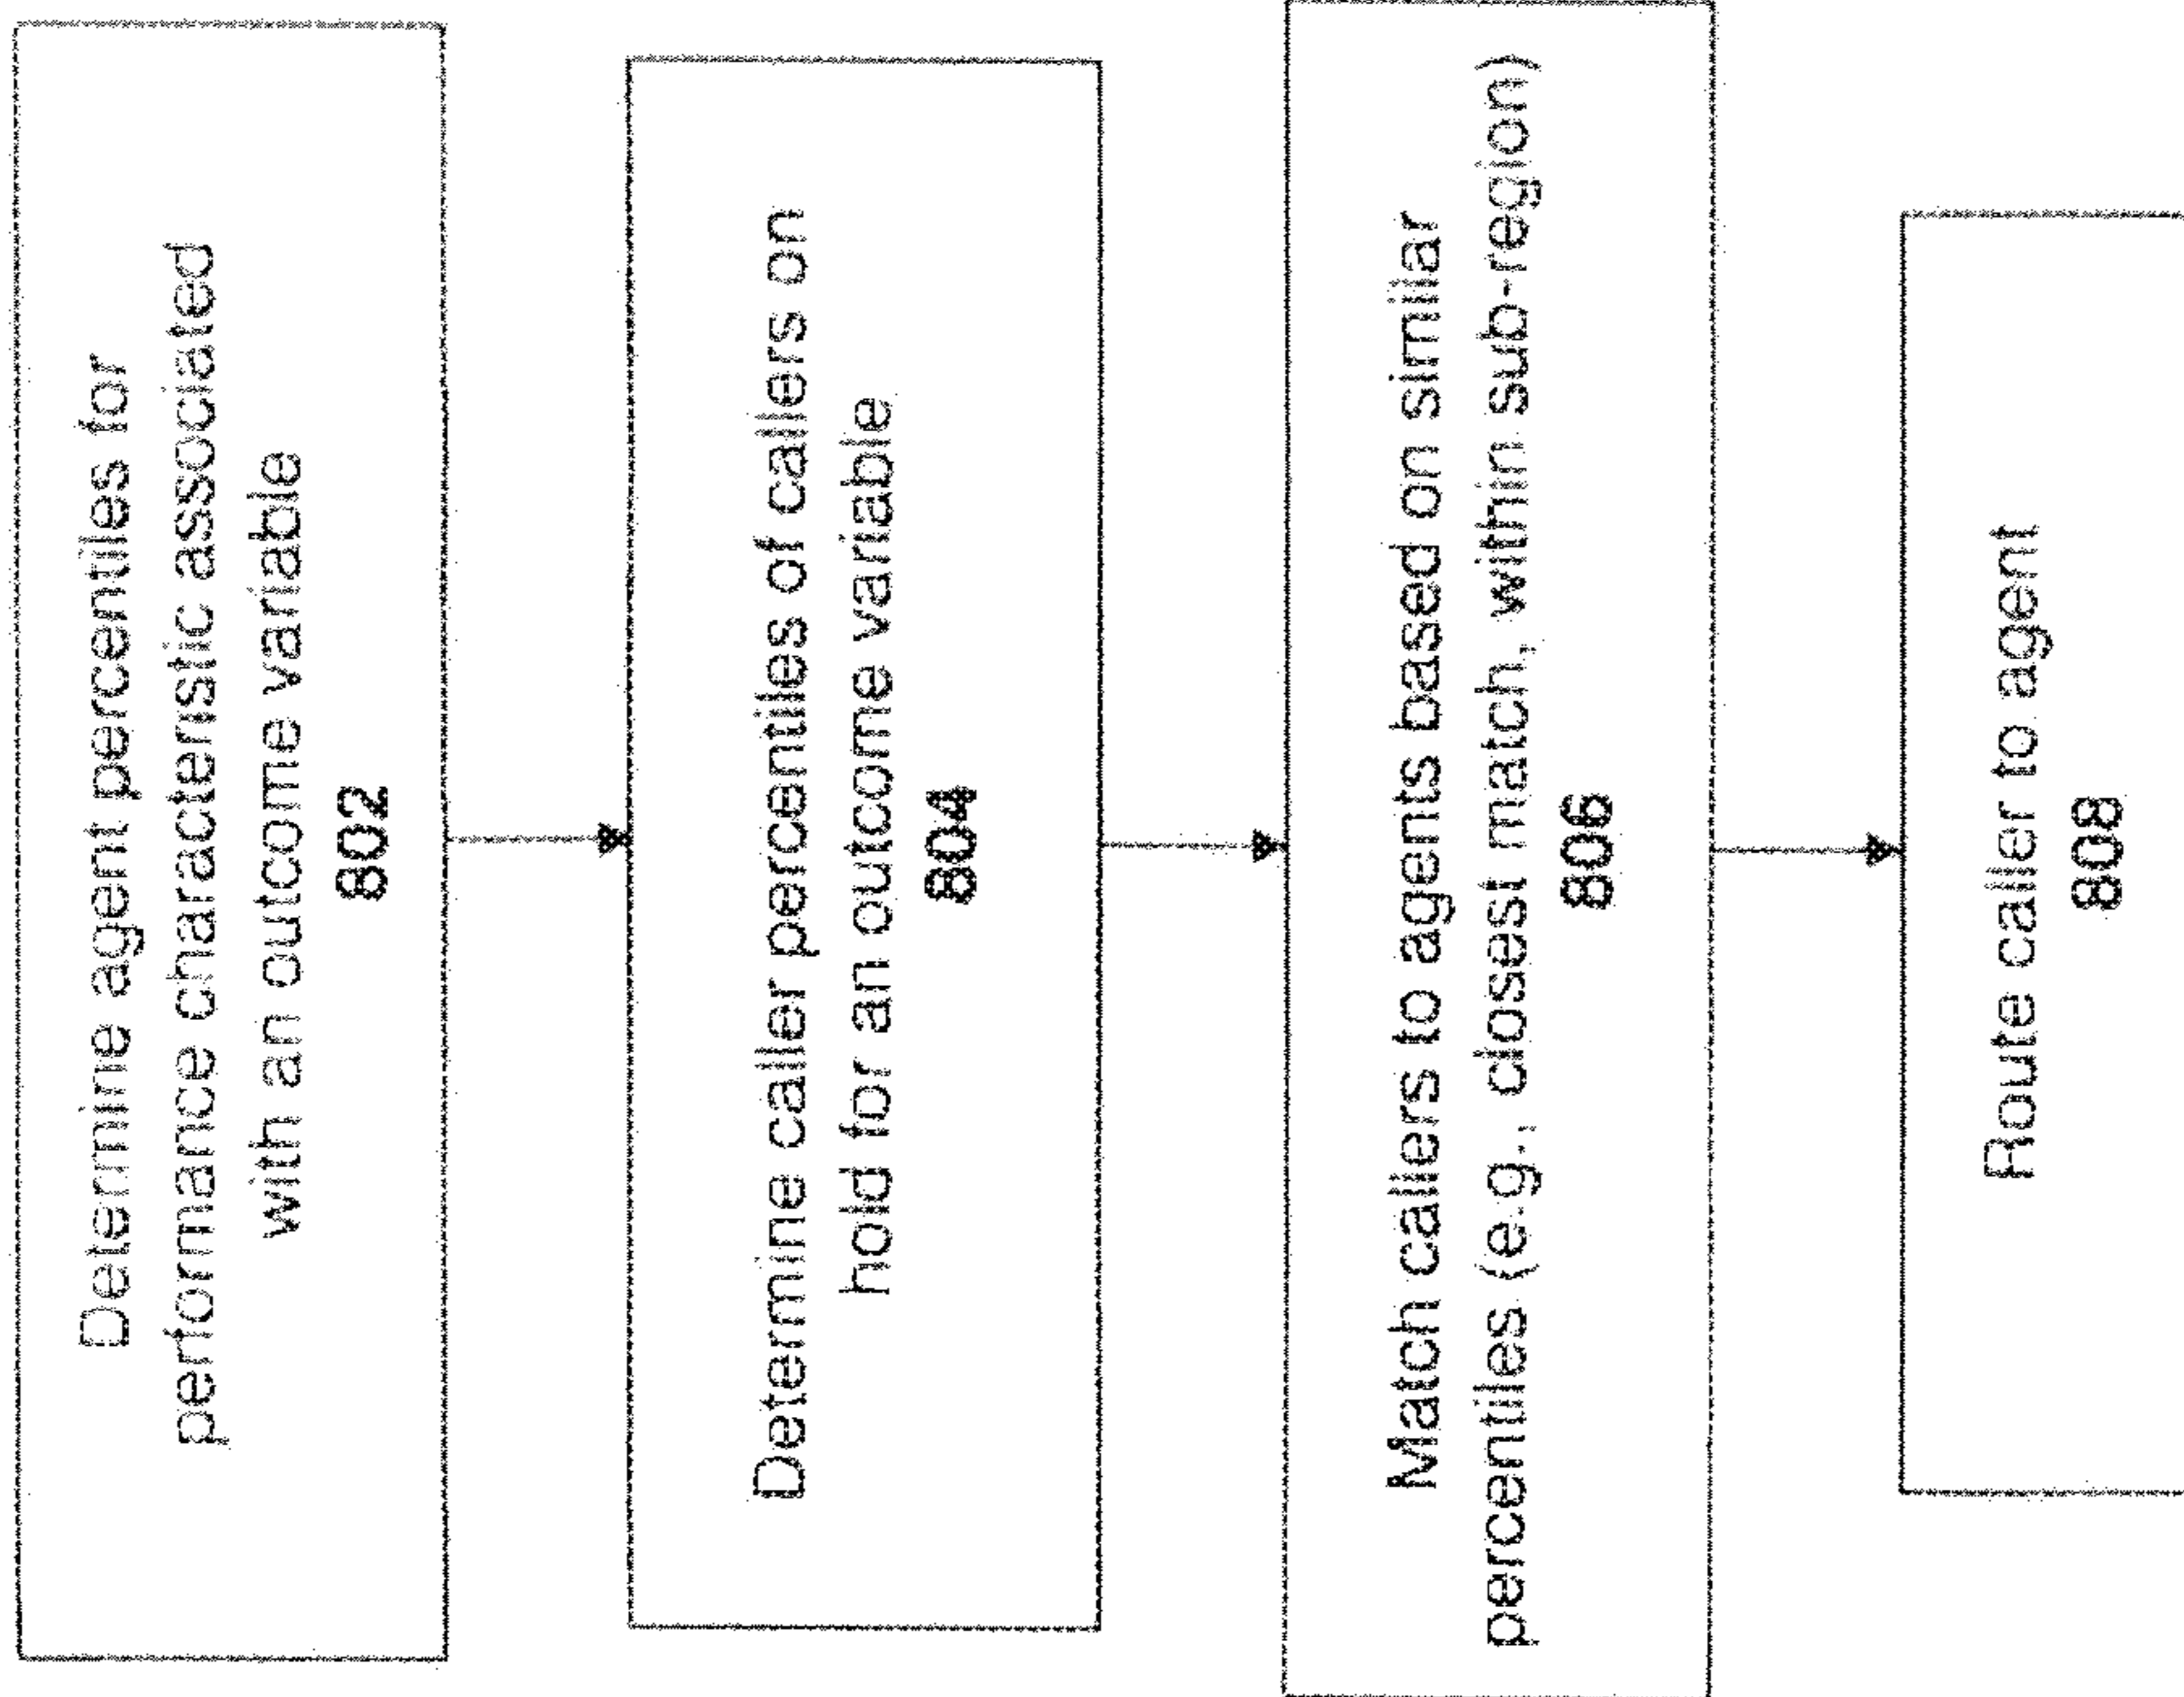 Determine agent percentiles for
performance characteristic associated
with an outcome variable
802
Determine caller percentiles of callers on
hold for an outcome variable
804
Match callers to agents based on similar
percentiles (e.g., closest match, within sub-region)
806
Route caller to agent
808